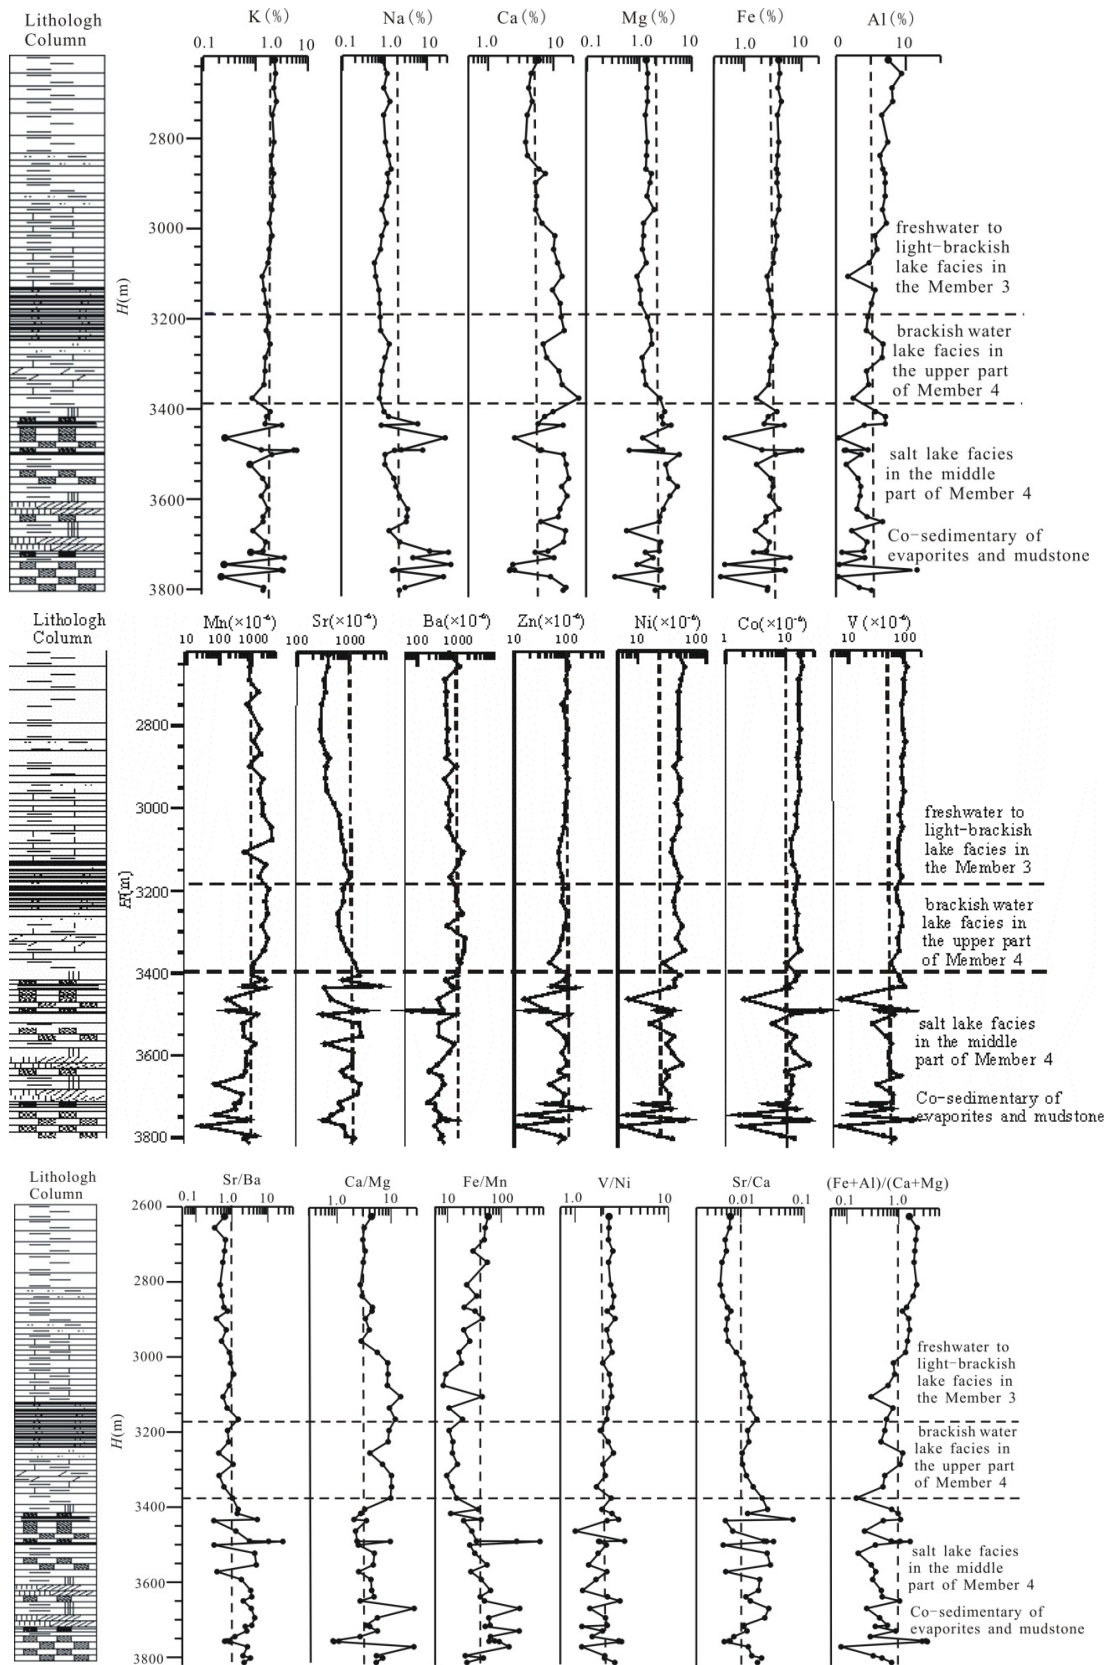 Lithologh
Column
K(%)
Na(%)
Ca(%)
Mg(%)
Fe(%)
Al(%)
0.1 1.0 10
0.1 1.0 10
1.0 10
0.1 1.0 10
1.0 10
0 10
2800
3000
3200
3400
3600
3800
H(m)
freshwater to
light-brackish
lake facies in
the Member 3
brackish water
lake facies in
the upper part
of Member 4
salt lake facies
in the middle
part of Member 4
Co-sedimentary of
evaporites and mudstone
Lithologh
Column
Mn(×10⁻⁶)
Sr(×10⁻⁶)
Ba(×10⁻⁶)
Zn(×10⁻⁶)
Ni(×10⁻⁶)
Co(×10⁻⁶)
V(×10⁻⁶)
10 100 1000
100 1000
100 1000
10 100
10 100
1 10
10 100
2800
3000
3200
3400
3600
3800
H(m)
freshwater to
light-brackish
lake facies in
the Member 3
brackish water
lake facies in
the upper part
of Member 4
salt lake facies
in the middle
part of Member 4
Co-sedimentary of
evaporites and mudstone
Lithologh
Column
Sr/Ba
Ca/Mg
Fe/Mn
V/Ni
Sr/Ca
(Fe+Al)/(Ca+Mg)
0.1 1.0 10
1.0 10
10 100
1.0 10
0.01 0.1
0.1 1.0
2600
2800
3000
3200
3400
3600
3800
H(m)
freshwater to
light-brackish
lake facies in
the Member 3
brackish water
lake facies in
the upper part
of Member 4
salt lake facies
in the middle
part of Member 4
Co-sedimentary of
evaporites and mudstone